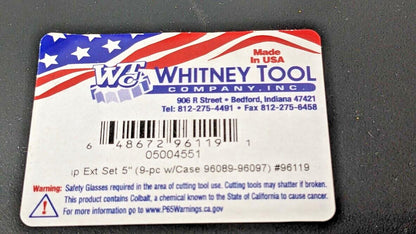 Made
In USA
WT WHITNEY TOOL
COMPANY, INC.
906 R Street • Bedford, Indiana 47421
Tel: 812-275-4491 • Fax 812-275-6458
6 48672 96119 1
05004551
ip Ext Set 5" (9-pc w/Case 96089-96097) #96119
Warning: Safety Glasses required in the area of cutting tool use. Cutting tools may shatter if broken.
This product contains Colbalt, a chemical known to the State of California to cause cancer.
For more info got to www.P65Warnings.ca.gov